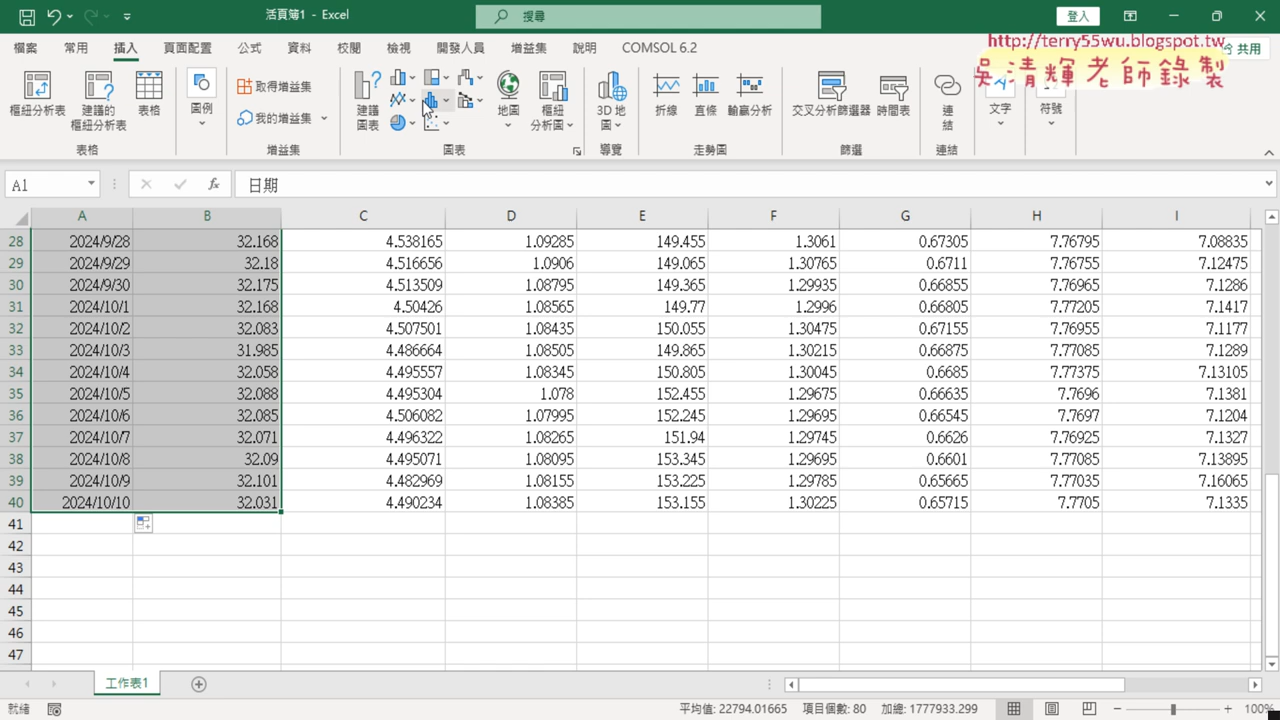 活頁簿1 - Excel
搜尋
登入
檔案 常用 插入 頁面配置 公式 資料 校閱 檢視 開發人員 增益集 說明 COMSOL 6.2
共用
http://terry55wu.blogspot.tw
吳清輝老師錄製
樞紐分析表
建議的
樞紐分析表
表格
圖例
取得增益集
我的增益集
建議
圖表
地圖
樞紐
分析圖
3D 地
圖
折線
直條
輸贏分析
交叉分析篩選器
時間表
連
結
文字
符號
表格 增益集 圖表 導覽 走勢圖 篩選 連結
A1 fx 日期
A B C D E F G H I
28 2024/9/28 32.168 4.538165 1.09285 149.455 1.3061 0.67305 7.76795 7.08835
29 2024/9/29 32.18 4.516656 1.0906 149.065 1.30765 0.6711 7.76755 7.12475
30 2024/9/30 32.175 4.513509 1.08795 149.365 1.29935 0.66855 7.76965 7.1286
31 2024/10/1 32.168 4.50426 1.08565 149.77 1.2996 0.66805 7.77205 7.1417
32 2024/10/2 32.083 4.507501 1.08435 150.055 1.30475 0.67155 7.76955 7.1177
33 2024/10/3 31.985 4.486664 1.08505 149.865 1.30215 0.66875 7.77085 7.1289
34 2024/10/4 32.058 4.495557 1.08345 150.805 1.30045 0.6685 7.77375 7.13105
35 2024/10/5 32.088 4.495304 1.078 152.455 1.29675 0.66635 7.7696 7.1381
36 2024/10/6 32.085 4.506082 1.07995 152.245 1.29695 0.66545 7.7697 7.1204
37 2024/10/7 32.071 4.496322 1.08265 151.94 1.29745 0.6626 7.76925 7.1327
38 2024/10/8 32.09 4.495071 1.08095 153.345 1.29695 0.6601 7.77085 7.13895
39 2024/10/9 32.101 4.482969 1.08155 153.225 1.29785 0.65665 7.77035 7.16065
40 2024/10/10 32.031 4.490234 1.08385 153.155 1.30225 0.65715 7.7705 7.1335
41
42
43
44
45
46
47
工作表1
就緒
平均值: 22794.01665 項目個數: 80 加總: 1777933.299
100%